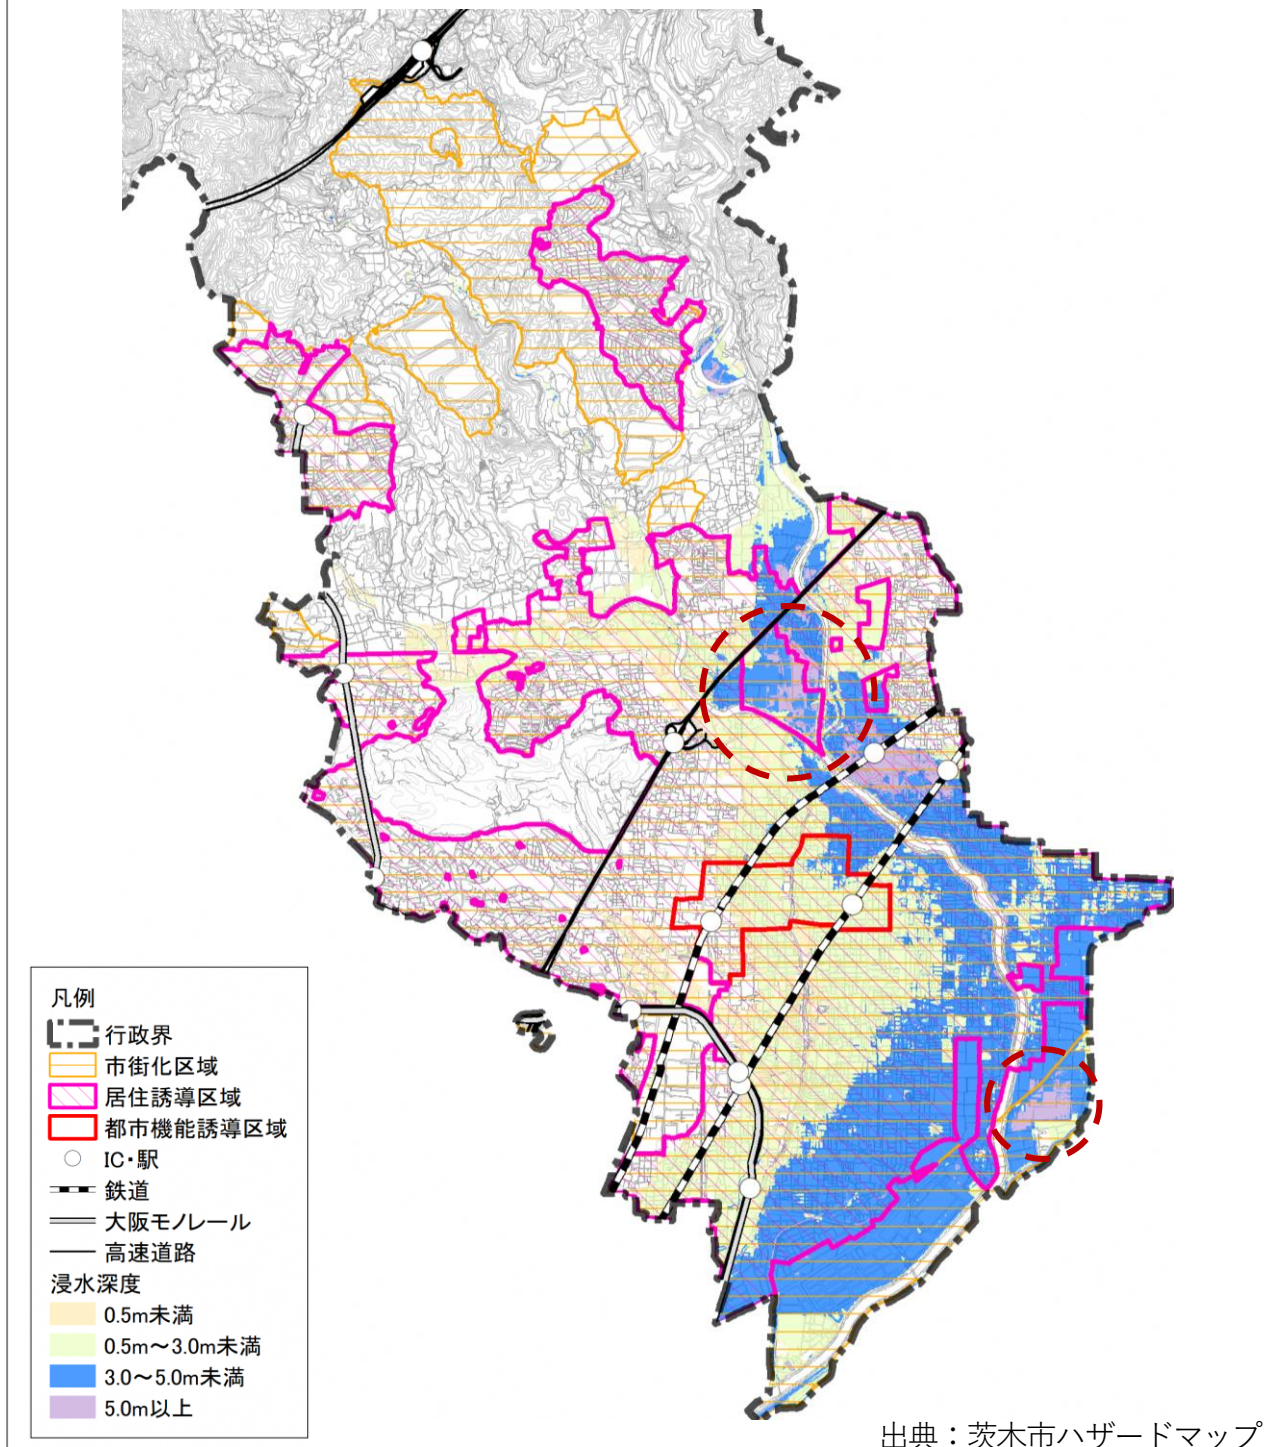 凡例
行政界
市街化区域
居住誘導区域
都市機能誘導区域
IC・駅
鉄道
大阪モノレール
高速道路
浸水深度
0.5m未満
0.5m～3.0m未満
3.0～5.0m未満
5.0m以上
出典：茨木市ハザードマップ